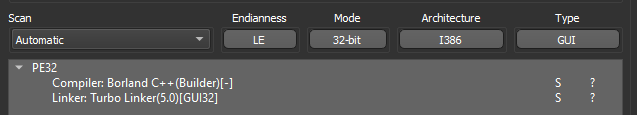 Scan Endianness Mode Architecture Type
Automatic LE 32-bit I386 GUI
PE32
Compiler: Borland C++(Builder)[-] S ?
Linker: Turbo Linker(5.0)[GUI32] S ?